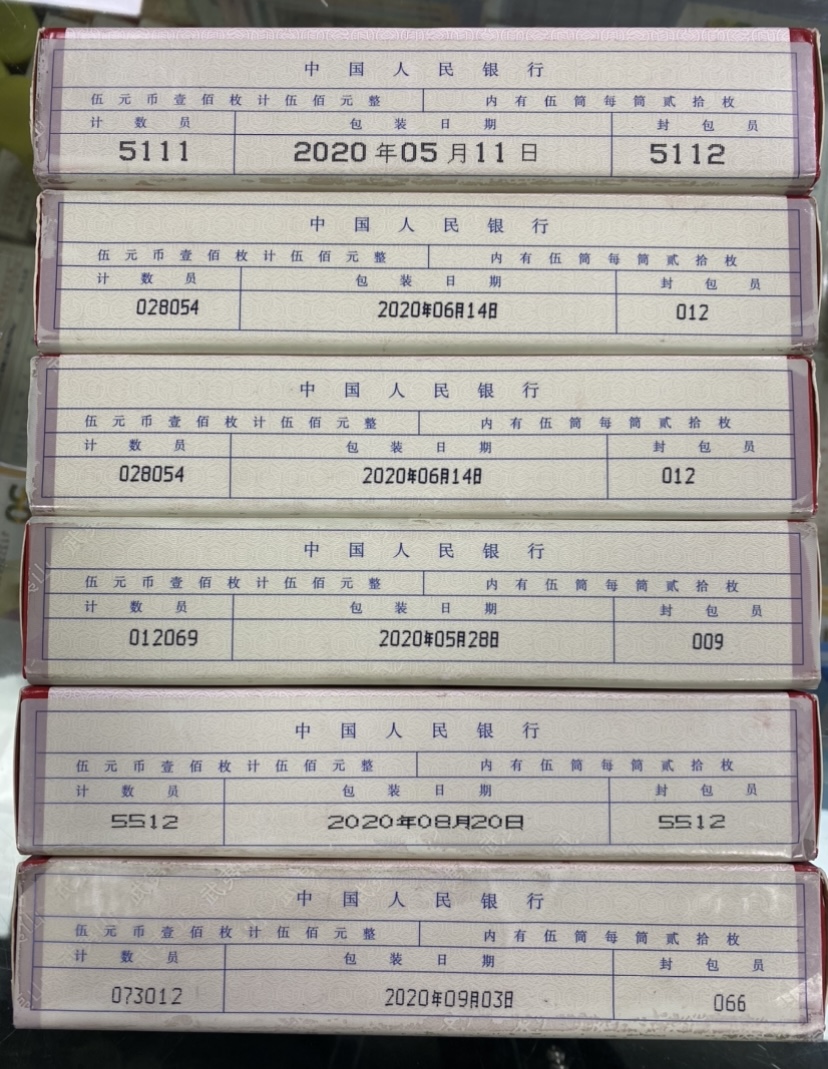 中国人民银行
伍元币壹佰枚计伍佰元整 内有伍筒每筒贰拾枚
计数员 包装日期 封包员
5111 2020年05月11日 5112
中国人民银行
伍元币壹佰枚计伍佰元整 内有伍筒每筒贰拾枚
计数员 包装日期 封包员
028054 2020年06月14日 012
中国人民银行
伍元币壹佰枚计伍佰元整 内有伍筒每筒贰拾枚
计数员 包装日期 封包员
028054 2020年06月14日 012
中国人民银行
伍元币壹佰枚计伍佰元整 内有伍筒每筒贰拾枚
计数员 包装日期 封包员
012069 2020年05月28日 009
中国人民银行
伍元币壹佰枚计伍佰元整 内有伍筒每筒贰拾枚
计数员 包装日期 封包员
5512 2020年08月20日 5512
中国人民银行
伍元币壹佰枚计伍佰元整 内有伍筒每筒贰拾枚
计数员 包装日期 封包员
073012 2020年09月03日 066